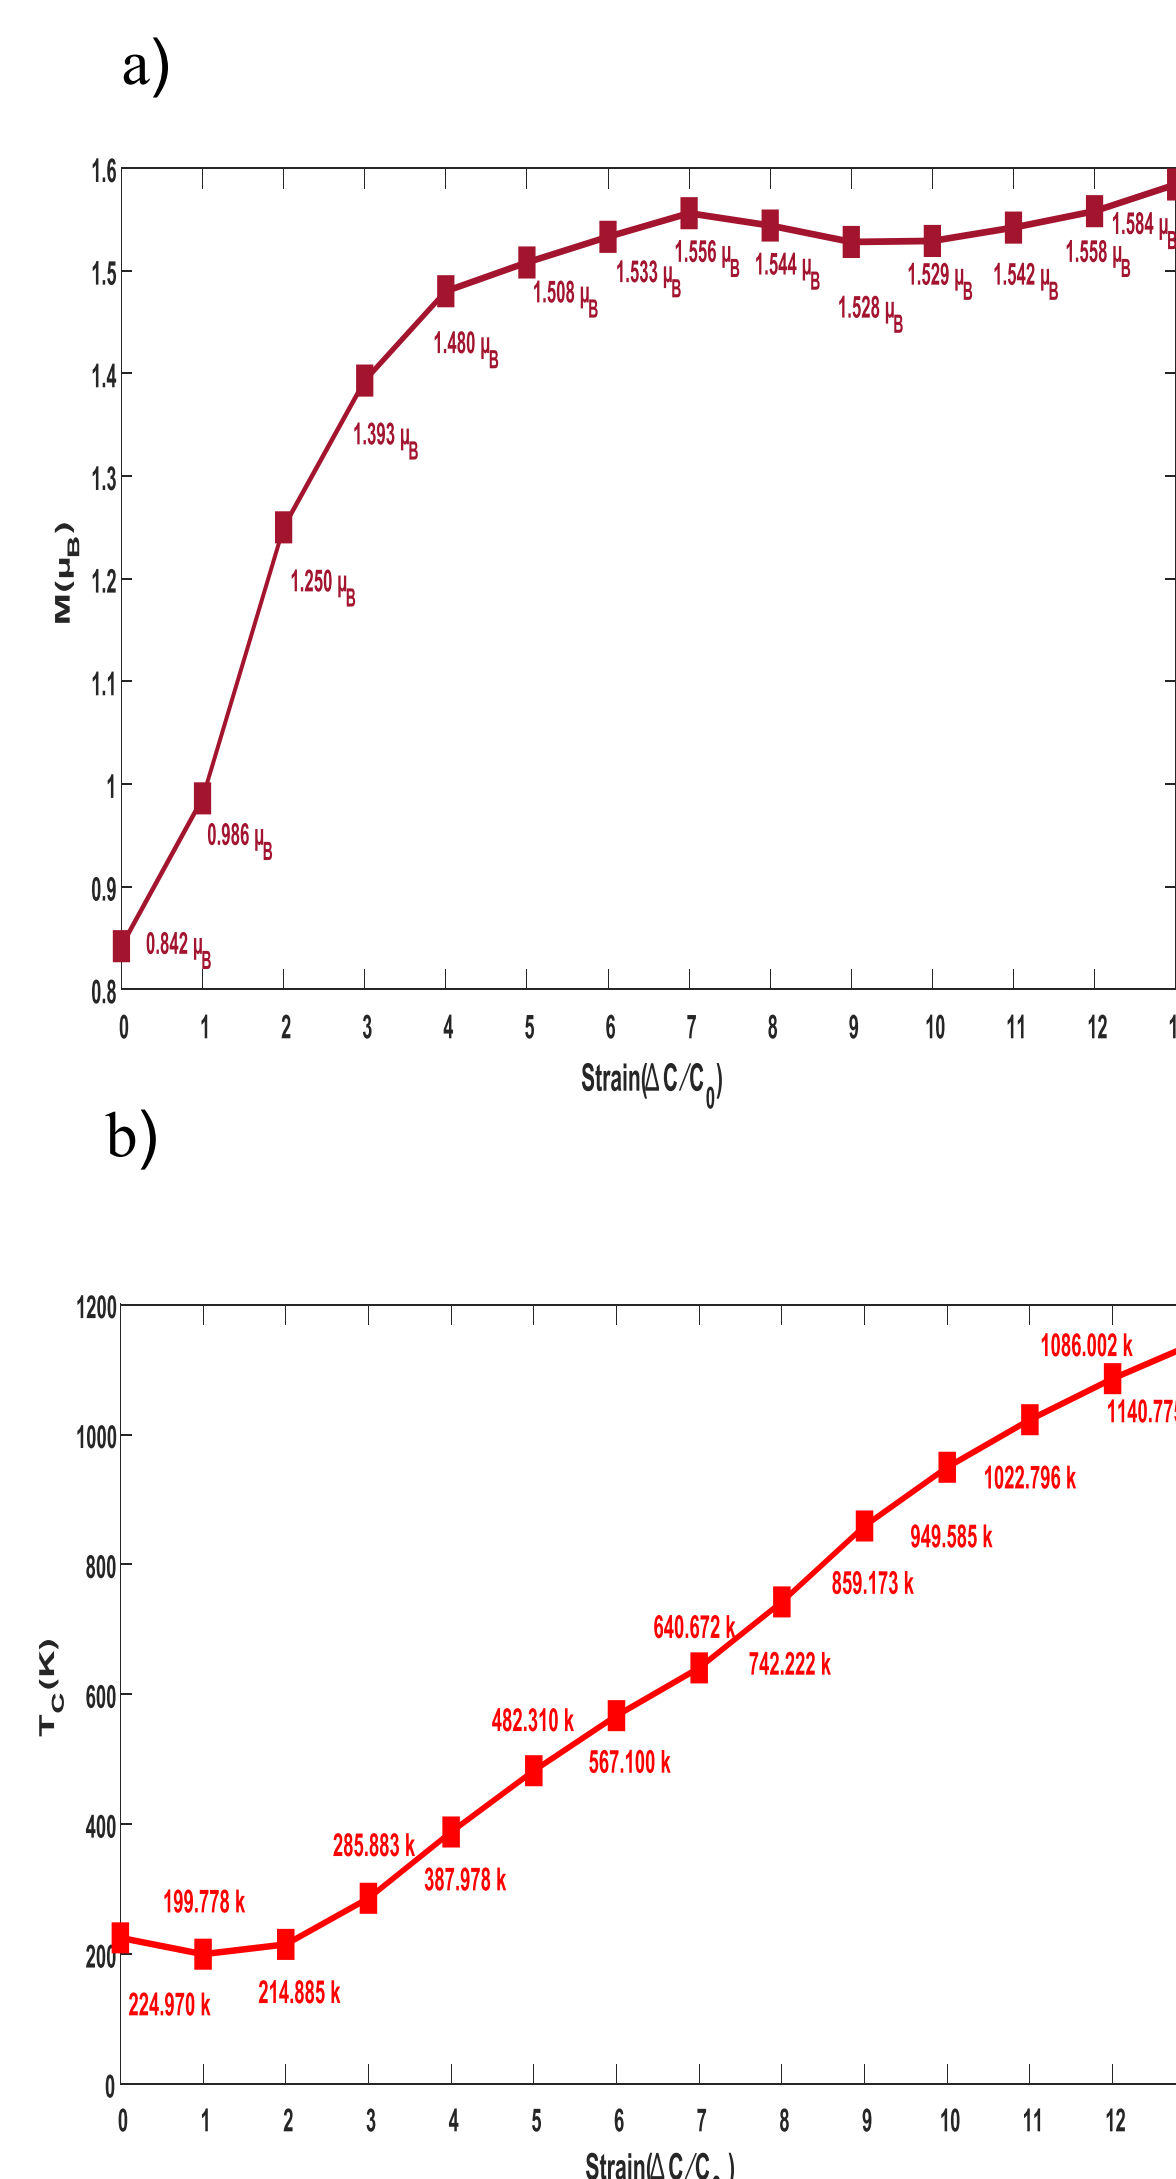 a)
1.6
1.5
1.4
1.3
1.2
1.1
1
0.9
0.8
M(μB)
0.842 μB
0.986 μB
1.250 μB
1.393 μB
1.480 μB
1.508 μB
1.533 μB
1.556 μB
1.544 μB
1.528 μB
1.529 μB
1.542 μB
1.558 μB
1.584 μB
0 1 2 3 4 5 6 7 8 9 10 11 12 1
Strain(Δ C/C0)
b)
1200
1000
800
600
400
200
0
TC(K)
224.970 k
199.778 k
214.885 k
285.883 k
387.978 k
482.310 k
567.100 k
640.672 k
742.222 k
859.173 k
949.585 k
1022.796 k
1086.002 k
1140.775
0 1 2 3 4 5 6 7 8 9 10 11 12
Strain(Δ C/C